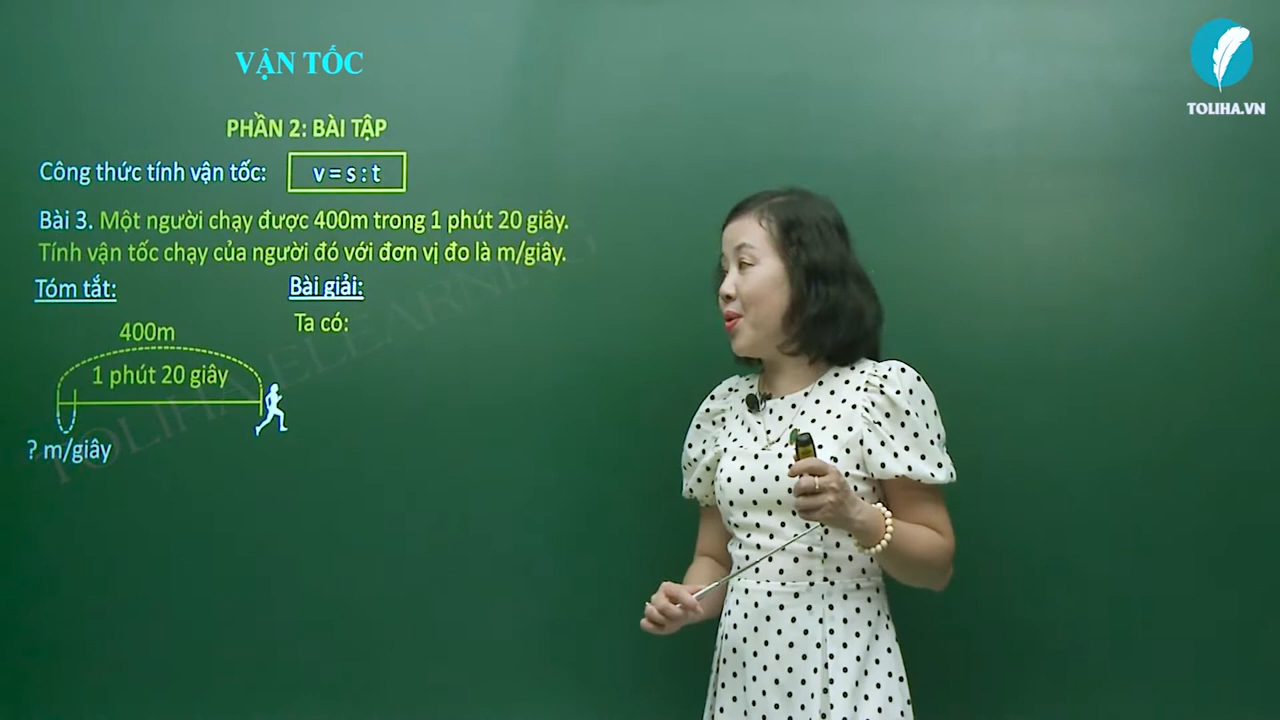 VẬN TỐC
TOLIHA.VN
PHẦN 2: BÀI TẬP
Công thức tính vận tốc: v = s : t
Bài 3. Một người chạy được 400m trong 1 phút 20 giây.
Tính vận tốc chạy của người đó với đơn vị đo là m/giây.
Tóm tắt:
Bài giải:
Ta có:
400m
1 phút 20 giây
? m/giây
TOLIHA ELEARNING